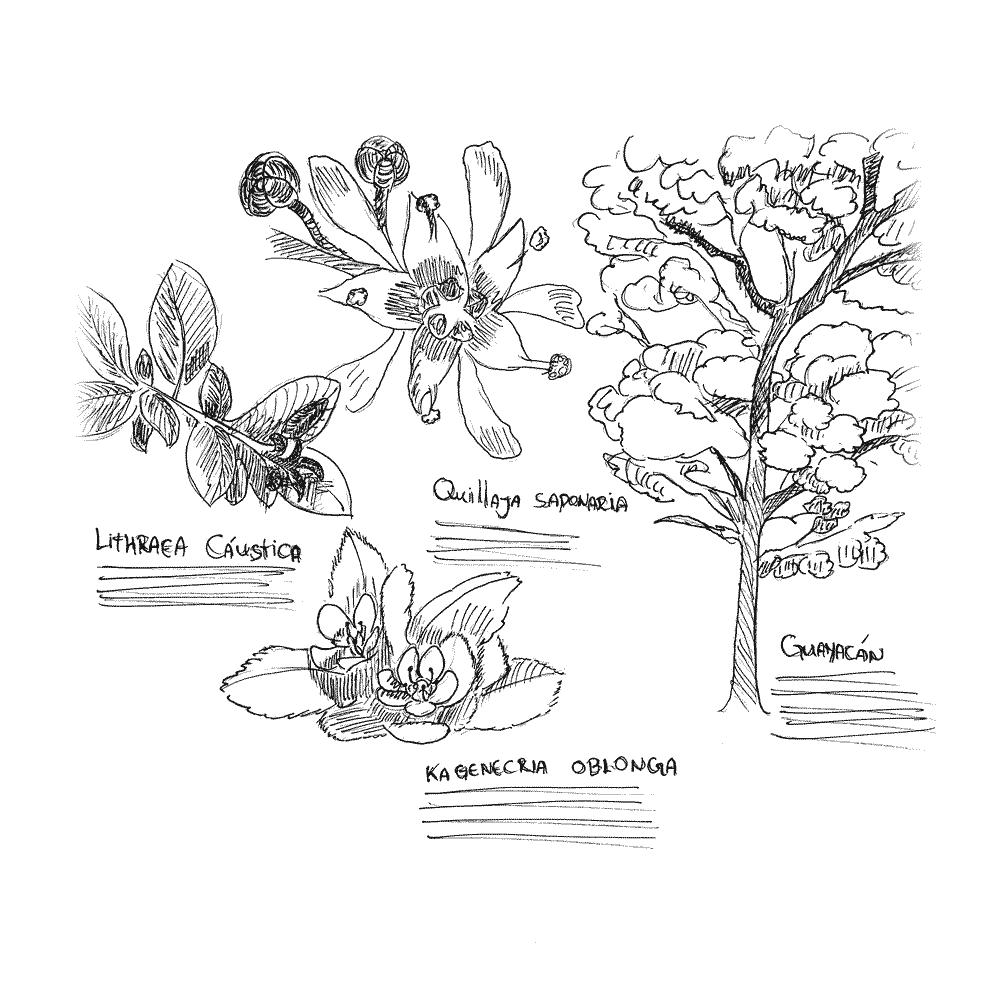 Quillaja saponaria
Lithraea Cáustica
Guayacán
Kagenecria oblonga